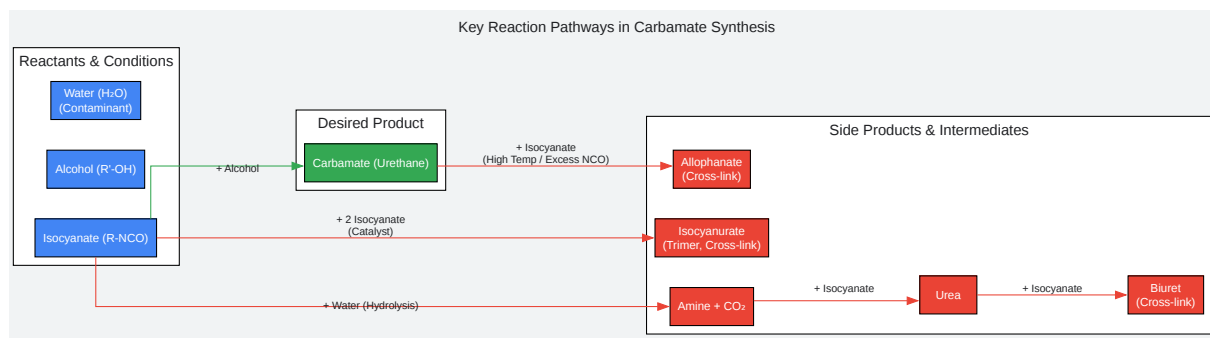 Key Reaction Pathways in Carbamate Synthesis
Reactants & Conditions
Water (H₂O)
(Contaminant)
Alcohol (R'-OH)
Isocyanate (R-NCO)
+ Alcohol
Desired Product
Carbamate (Urethane)
+ Isocyanate
(High Temp / Excess NCO)
+ 2 Isocyanate
(Catalyst)
+ Water (Hydrolysis)
Side Products & Intermediates
Allophanate
(Cross-link)
Isocyanurate
(Trimer, Cross-link)
Amine + CO₂
+ Isocyanate
Urea
+ Isocyanate
Biuret
(Cross-link)